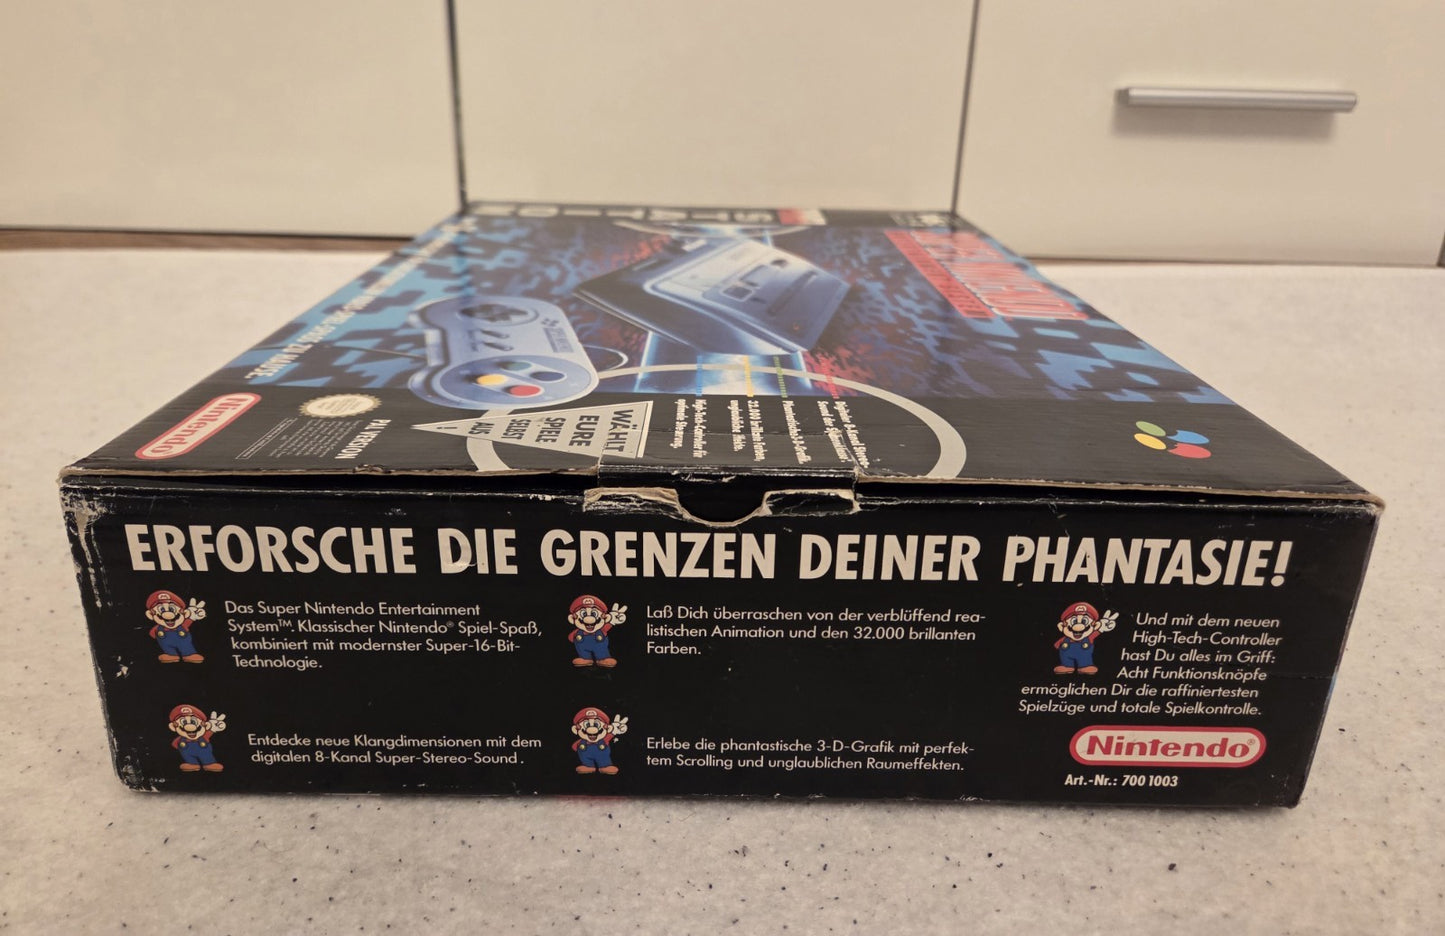 SUPER NINTENDO
PAL VERSION
Nintendo
WÄHLT
EURE
SPIELE
SELBST
AUS
ERFORSCHE DIE GRENZEN DEINER PHANTASIE!
Das Super Nintendo Entertainment
System™. Klassischer Nintendo® Spiel-Spaß,
kombiniert mit modernster Super-16-Bit-
Technologie.
Entdecke neue Klangdimensionen mit dem
digitalen 8-Kanal Super-Stereo-Sound.
Laß Dich überraschen von der verblüffend rea-
listischen Animation und den 32.000 brillanten
Farben.
Erlebe die phantastische 3-D-Grafik mit perfek-
tem Scrolling und unglaublichen Raumeffekten.
Und mit dem neuen
High-Tech-Controller
hast Du alles im Griff:
Acht Funktionsknöpfe
ermöglichen Dir die raffiniertesten
Spielzüge und totale Spielkontrolle.
Nintendo®
Art.-Nr.: 700 1003